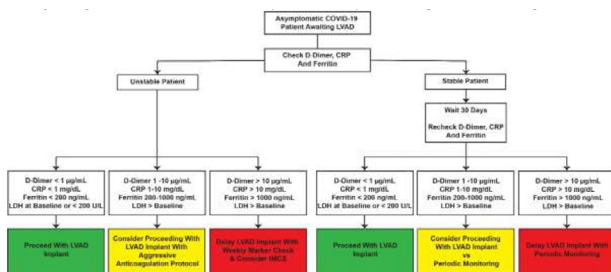 Asymptomatic COVID-19
Patient Awaiting LVAD
Check D-Dimer, CRP
And Ferritin
Unstable Patient
Stable Patient
Wait 30 Days
Recheck D-Dimer, CRP
And Ferritin
D-Dimer < 1 µg/mL
CRP < 1 mg/dL
Ferritin < 200 ng/mL
LDH at Baseline or < 200 U/L
D-Dimer 1 -10 µg/mL
CRP 1-10 mg/dL
Ferritin 200-1000 ng/mL
LDH > Baseline
D-Dimer > 10 µg/mL
CRP > 10 mg/dL
Ferritin > 1000 ng/mL
LDH > Baseline
D-Dimer < 1 µg/mL
CRP < 1 mg/dL
Ferritin < 200 ng/mL
LDH at Baseline or < 200 U/L
D-Dimer 1 -10 µg/mL
CRP 1-10 mg/dL
Ferritin 200-1000 ng/mL
LDH > Baseline
D-Dimer > 10 µg/mL
CRP > 10 mg/dL
Ferritin > 1000 ng/mL
LDH > Baseline
Proceed With LVAD
Implant
Consider Proceeding With
LVAD Implant With
Aggressive
Anticoagulation Protocol
Delay LVAD Implant With
Weekly Marker Check
& Consider IMCS
Proceed With LVAD
Implant
Consider Proceeding
With LVAD Implant
vs
Periodic Monitoring
Delay LVAD Implant With
Periodic Monitoring